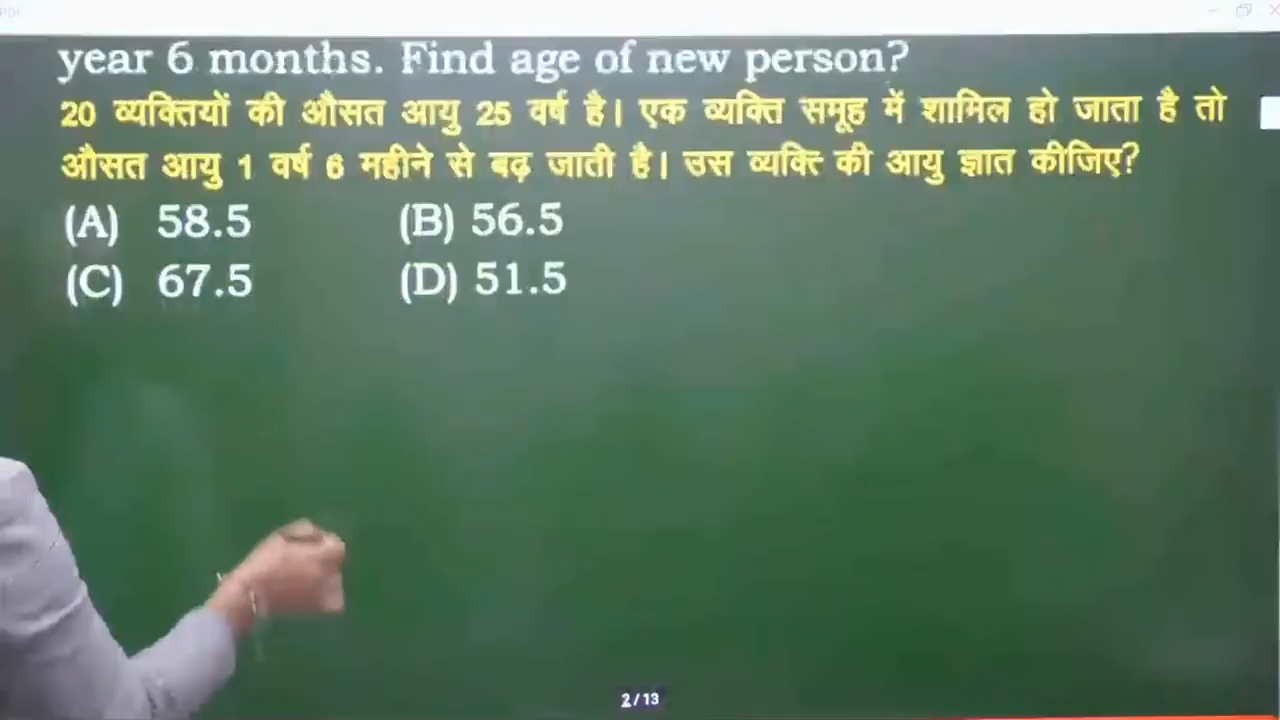 PDF
year 6 months. Find age of new person?
20 व्यक्तियों की औसत आयु 25 वर्ष है। एक व्यक्ति समूह में शामिल हो जाता है तो
औसत आयु 1 वर्ष 6 महीने से बढ़ जाती है। उस व्यक्ति की आयु ज्ञात कीजिए?
(A) 58.5 (B) 56.5
(C) 67.5 (D) 51.5
2/13